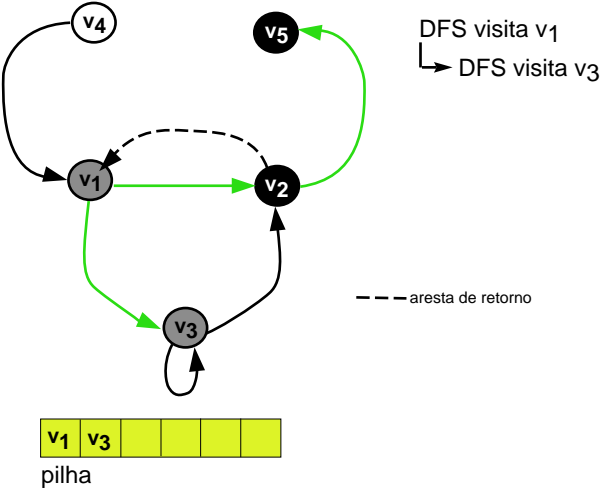 v4
v5
DFS visita v1
DFS visita v3
v1
v2
aresta de retorno
v3
v1 v3
pilha